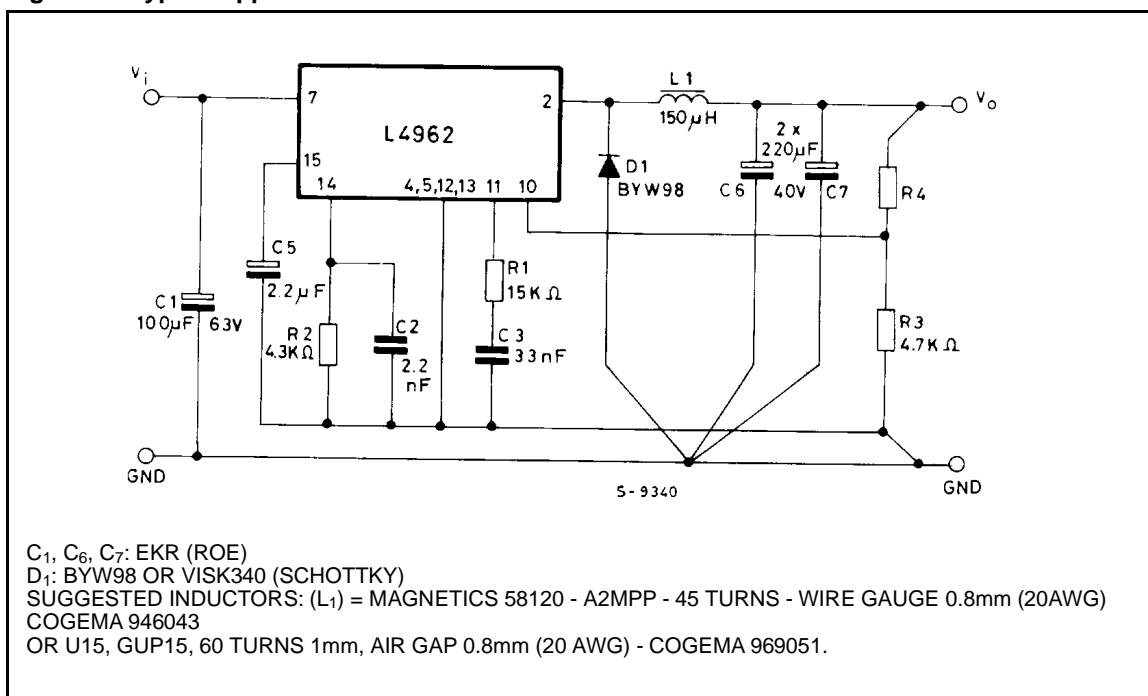 Vi
7
L4962
2
15
14
4,5,12,13
11
10
L1
150µH
Vo
2 x
220µF
D1
BYW98
C6
40V
C7
R4
C5
2.2µF
R1
15KΩ
C1
100µF
63V
R2
4.3KΩ
C2
2.2
nF
C3
33nF
R3
4.7KΩ
GND
S-9340
GND
C1, C6, C7: EKR (ROE)
D1: BYW98 OR VISK340 (SCHOTTKY)
SUGGESTED INDUCTORS: (L1) = MAGNETICS 58120 - A2MPP - 45 TURNS - WIRE GAUGE 0.8mm (20AWG)
COGEMA 946043
OR U15, GUP15, 60 TURNS 1mm, AIR GAP 0.8mm (20 AWG) - COGEMA 969051.